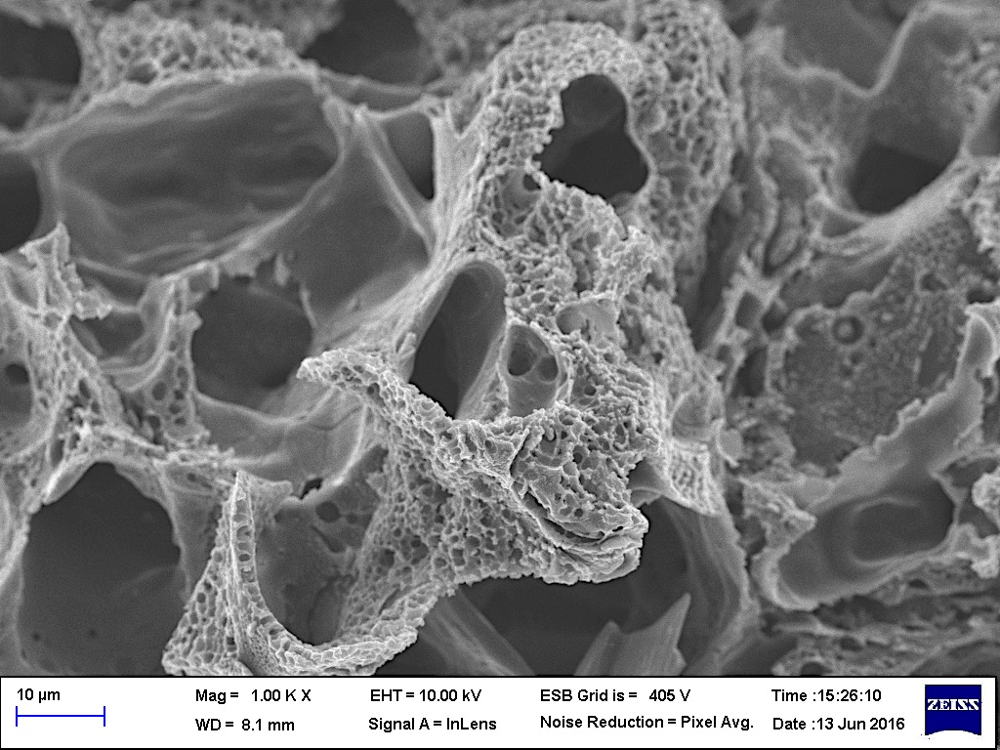 10 µm
Mag = 1.00 K X
EHT = 10.00 kV
ESB Grid is = 405 V
Time :15:26:10
WD = 8.1 mm
Signal A = InLens
Noise Reduction = Pixel Avg.
Date :13 Jun 2016
ZEISS